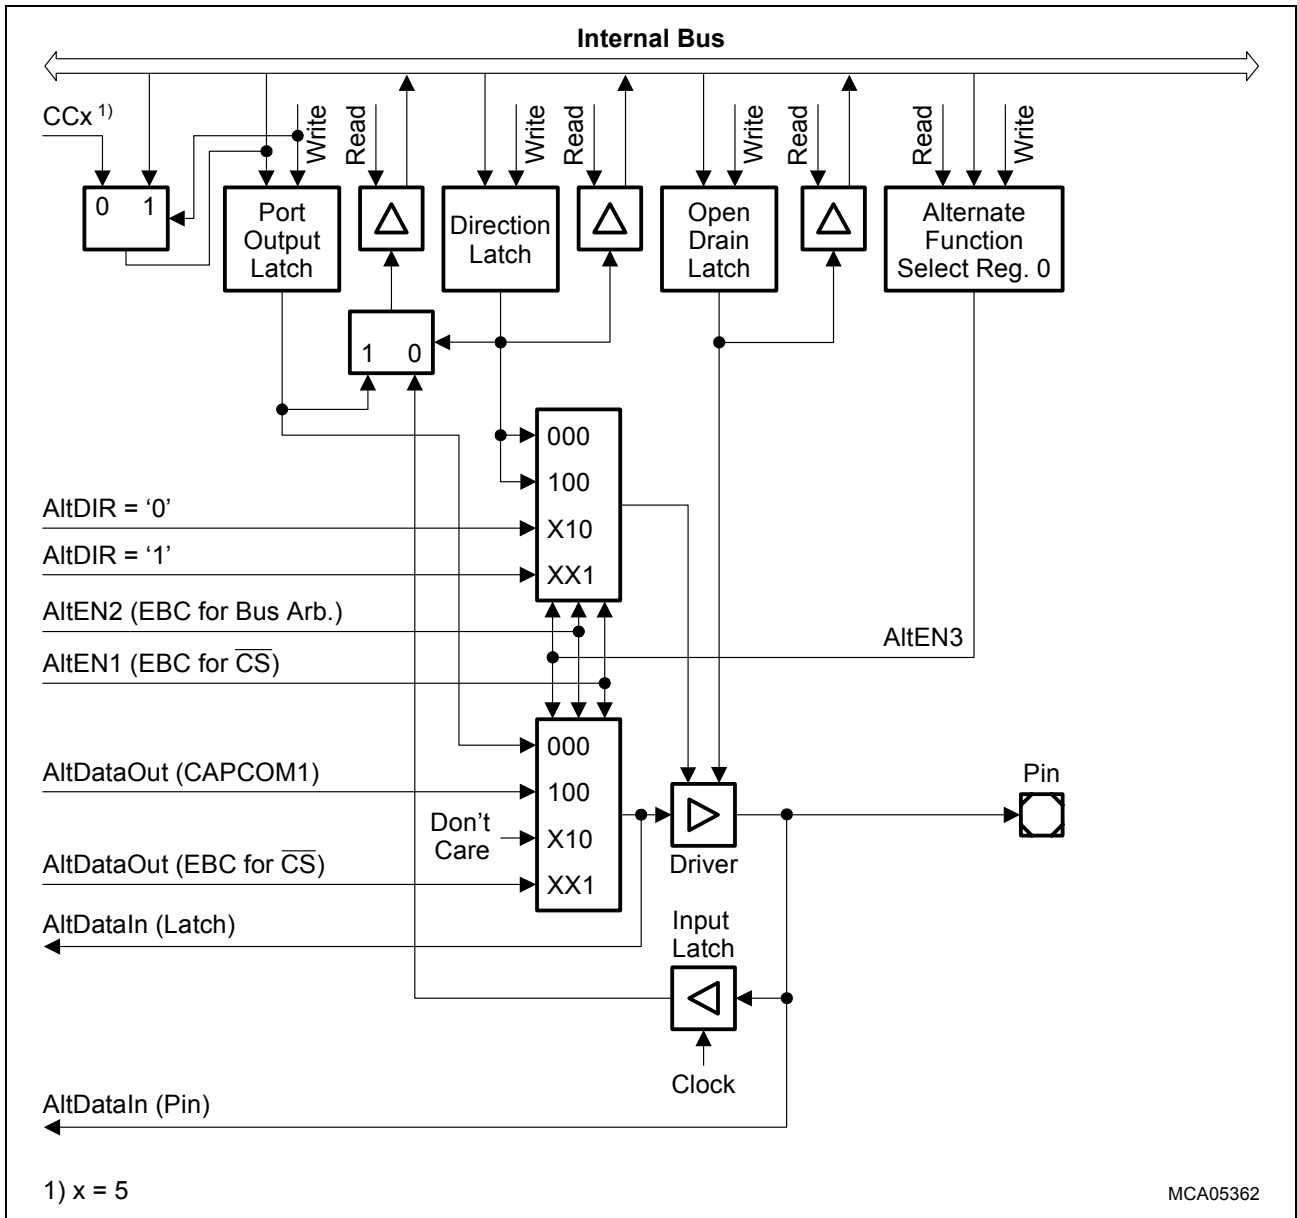 Internal Bus
CCx 1)
Write
Read
Write
Read
Write
Read
Read
Write
0 1
Port
Output
Latch
Direction
Latch
Open
Drain
Latch
Alternate
Function
Select Reg. 0
1 0
000
100
X10
XX1
AltDIR = ‘0’
AltDIR = ‘1’
AltEN2 (EBC for Bus Arb.)
AltEN1 (EBC for C̅S̅)
AltEN3
000
100
X10
XX1
AltDataOut (CAPCOM1)
Don't
Care
AltDataOut (EBC for C̅S̅)
AltDataIn (Latch)
Driver
Pin
Input
Latch
Clock
AltDataIn (Pin)
1) x = 5
MCA05362